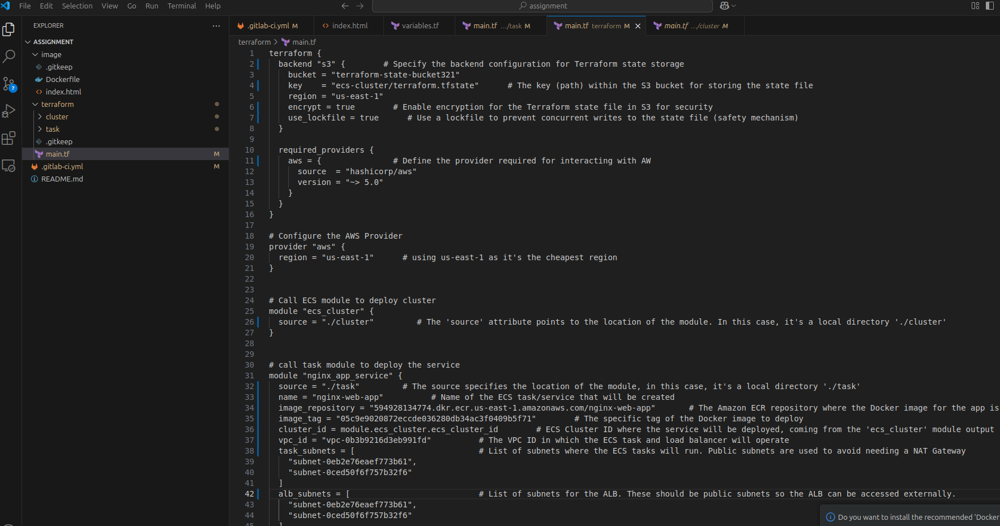 File Edit Selection View Go Run Terminal Help
assignment
EXPLORER
ASSIGNMENT
image
.gitkeep
Dockerfile
index.html
terraform
cluster
task
.gitkeep
main.tf M
.gitlab-ci.yml M
README.md
7
.gitlab-ci.yml M index.html variables.tf main.tf .../task M main.tf terraform M main.tf .../cluster M
terraform > main.tf
1 terraform {
2 backend "s3" { # Specify the backend configuration for Terraform state storage
3 bucket = "terraform-state-bucket321"
4 key = "ecs-cluster/terraform.tfstate" # The key (path) within the S3 bucket for storing the state file
5 region = "us-east-1"
6 encrypt = true # Enable encryption for the Terraform state file in S3 for security
7 use_lockfile = true # Use a lockfile to prevent concurrent writes to the state file (safety mechanism)
8 }
9
10 required_providers {
11 aws = { # Define the provider required for interacting with AW
12 source = "hashicorp/aws"
13 version = "~> 5.0"
14 }
15 }
16 }
17
18 # Configure the AWS Provider
19 provider "aws" {
20 region = "us-east-1" # using us-east-1 as it's the cheapest region
21 }
22
23
24 # Call ECS module to deploy cluster
25 module "ecs_cluster" {
26 source = "./cluster" # The 'source' attribute points to the location of the module. In this case, it's a local directory './cluster'
27 }
28
29
30 # call task module to deploy the service
31 module "nginx_app_service" {
32 source = "./task" # The source specifies the location of the module, in this case, it's a local directory './task'
33 name = "nginx-web-app" # Name of the ECS task/service that will be created
34 image_repository = "594928134774.dkr.ecr.us-east-1.amazonaws.com/nginx-web-app" # The Amazon ECR repository where the Docker image for the app is
35 image_tag = "05c9e9020872eccde036280db34ac3f0409b5f71" # The specific tag of the Docker image to deploy
36 cluster_id = module.ecs_cluster.ecs_cluster_id # ECS Cluster ID where the service will be deployed, coming from the 'ecs_cluster' module output
37 vpc_id = "vpc-0b3b9216d3eb991fd" # The VPC ID in which the ECS task and load balancer will operate
38 task_subnets = [ # List of subnets where the ECS tasks will run. Public subnets are used to avoid needing a NAT Gateway
39 "subnet-0eb2e76eaef773b61",
40 "subnet-0ced50f6f757b32f6"
41 ]
42 alb_subnets = [ # List of subnets for the ALB. These should be public subnets so the ALB can be accessed externally.
43 "subnet-0eb2e76eaef773b61",
44 "subnet-0ced50f6f757b32f6"
45 ]
Do you want to install the recommended 'Docker